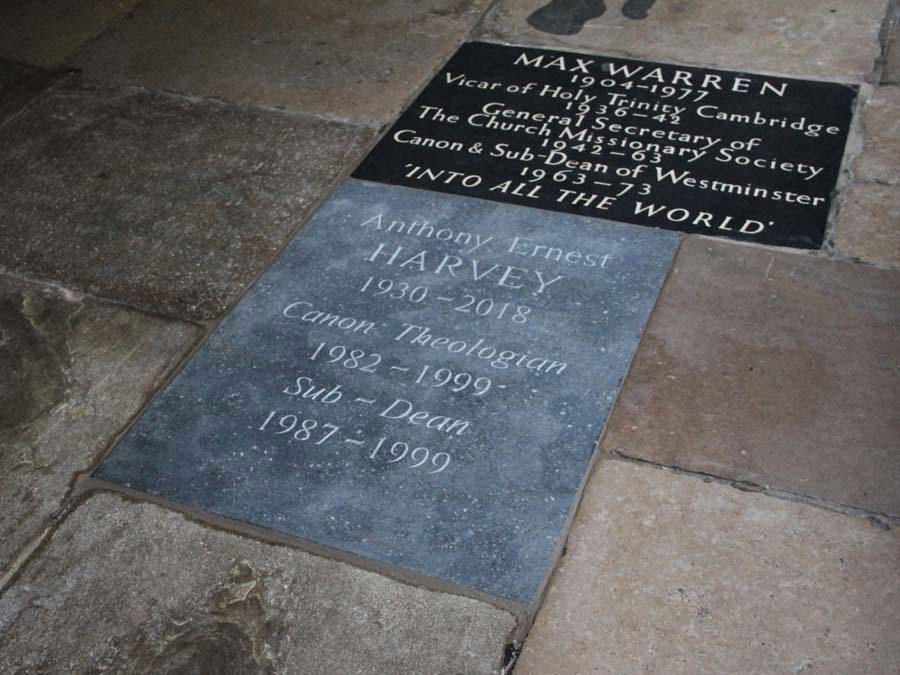 MAX WARREN
1904-1977
Vicar of Holy Trinity Cambridge
1936-42
General Secretary of
The Church Missionary Society
1942-63
Canon & Sub-Dean of Westminster
1963-73
'INTO ALL THE WORLD'
Anthony Ernest
HARVEY
1930-2018
Canon Theologian
1982-1999
Sub-Dean
1987-1999